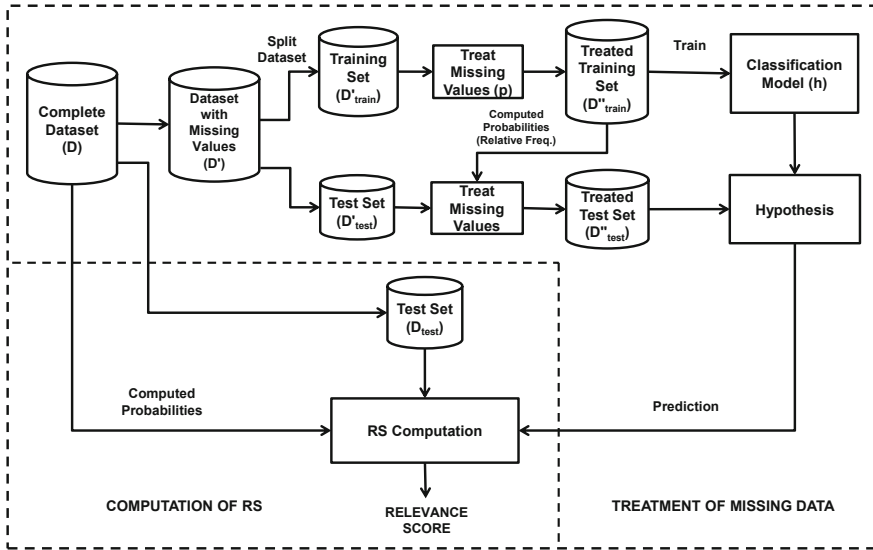 Split
Dataset
Training
Set
(D'train)
Treat
Missing
Values (p)
Treated
Training
Set
(D"train)
Train
Classification
Model (h)
Complete
Dataset
(D)
Dataset
with
Missing
Values
(D')
Computed
Probabilities
(Relative Freq.)
Test Set
(D'test)
Treat
Missing
Values
Treated
Test Set
(D"test)
Hypothesis
Test Set
(Dtest)
Computed
Probabilities
RS Computation
Prediction
COMPUTATION OF RS
RELEVANCE
SCORE
TREATMENT OF MISSING DATA